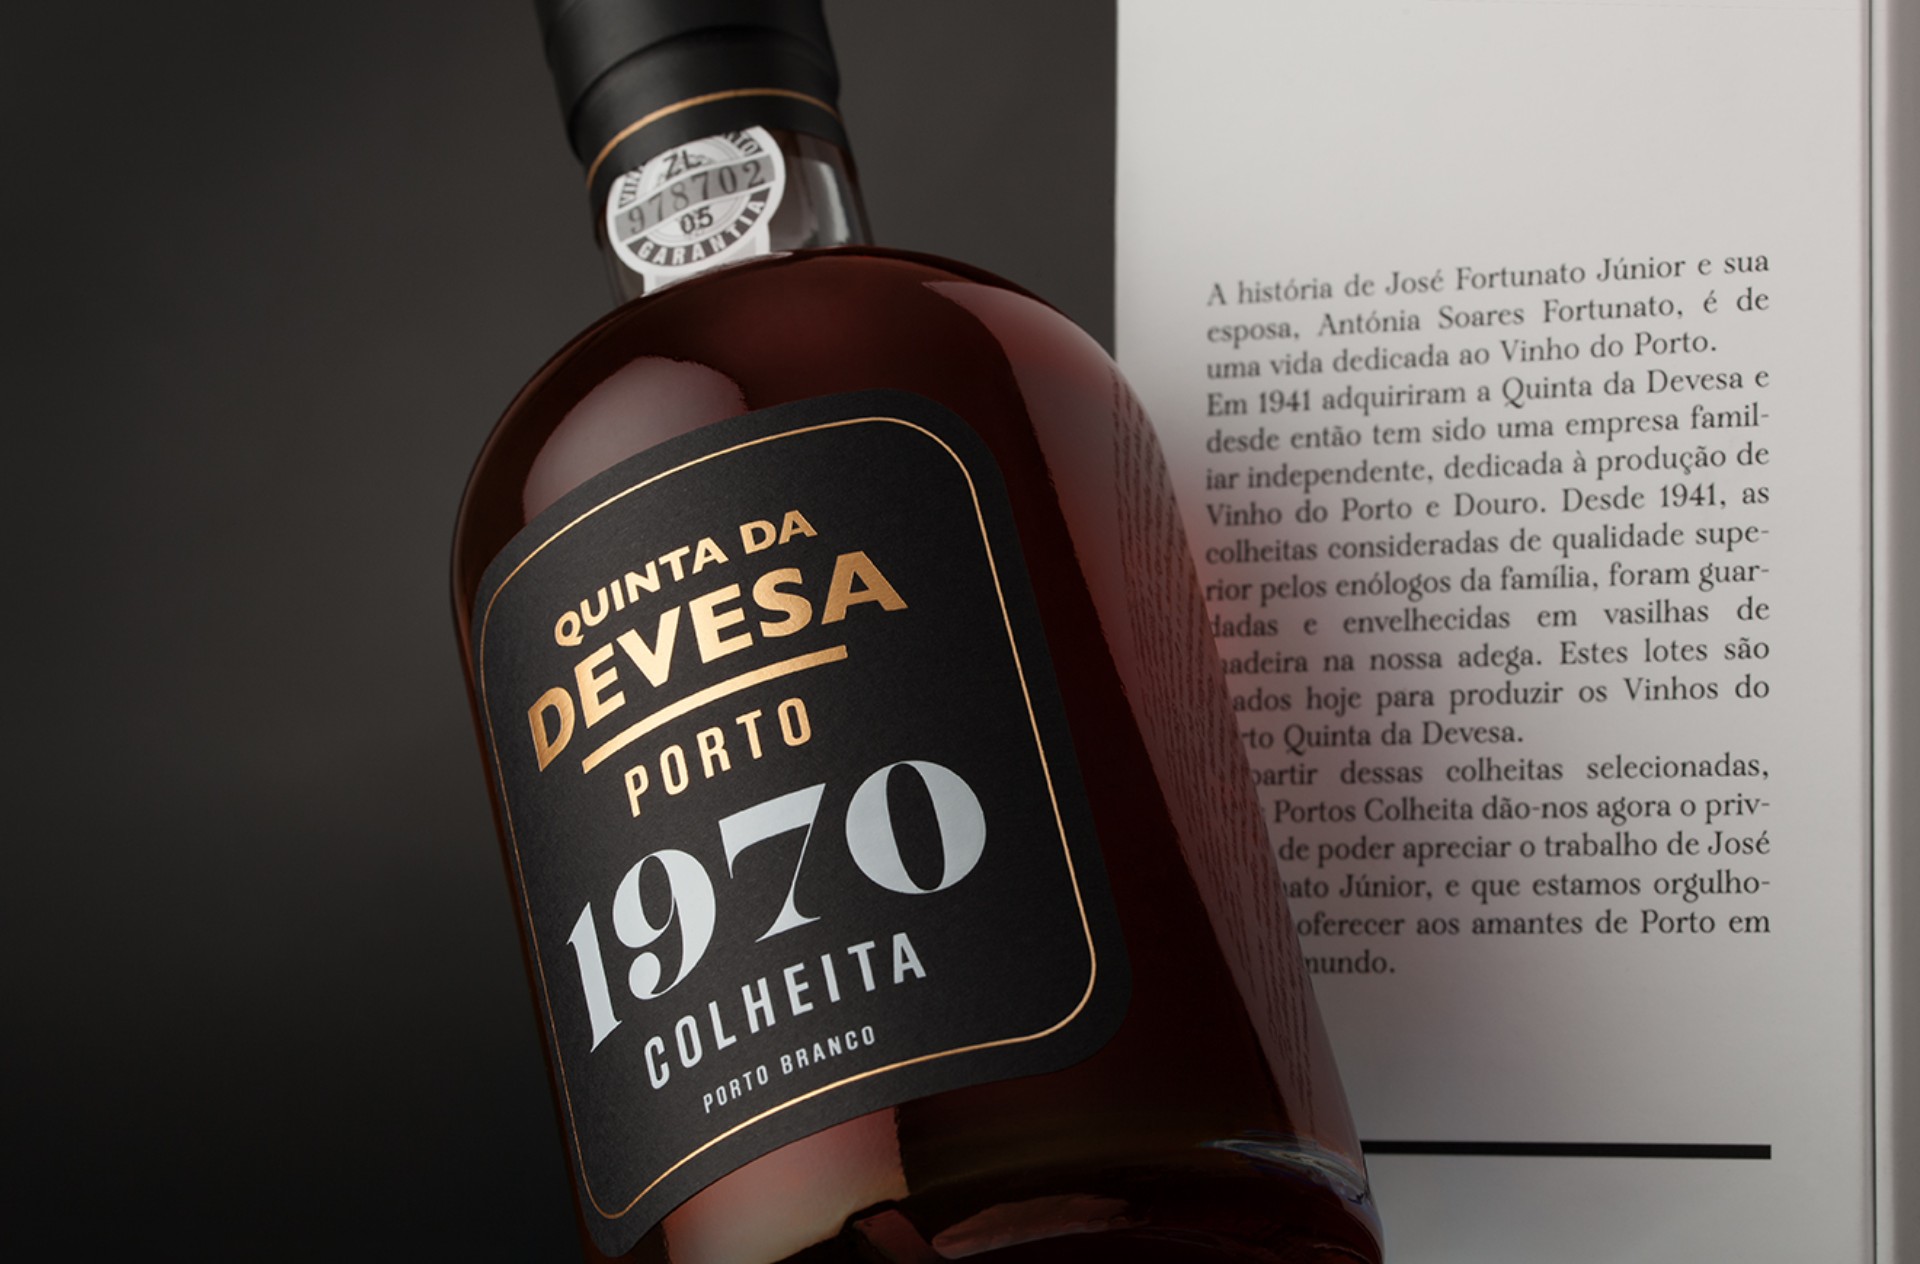 ZL
978702
05
GARANTIA
QUINTA DA
DEVESA
PORTO
1970
COLHEITA
PORTO BRANCO
A história de José Fortunato Júnior e sua
esposa, Antónia Soares Fortunato, é de
uma vida dedicada ao Vinho do Porto.
Em 1941 adquiriram a Quinta da Devesa e
desde então tem sido uma empresa famil-
iar independente, dedicada à produção de
Vinho do Porto e Douro. Desde 1941, as
colheitas consideradas de qualidade supe-
rior pelos enólogos da família, foram guar-
dadas e envelhecidas em vasilhas de
adeira na nossa adega. Estes lotes são
ados hoje para produzir os Vinhos do
rto Quinta da Devesa.
partir dessas colheitas selecionadas,
Portos Colheita dão-nos agora o priv-
de poder apreciar o trabalho de José
ato Júnior, e que estamos orgulho-
oferecer aos amantes de Porto em
mundo.